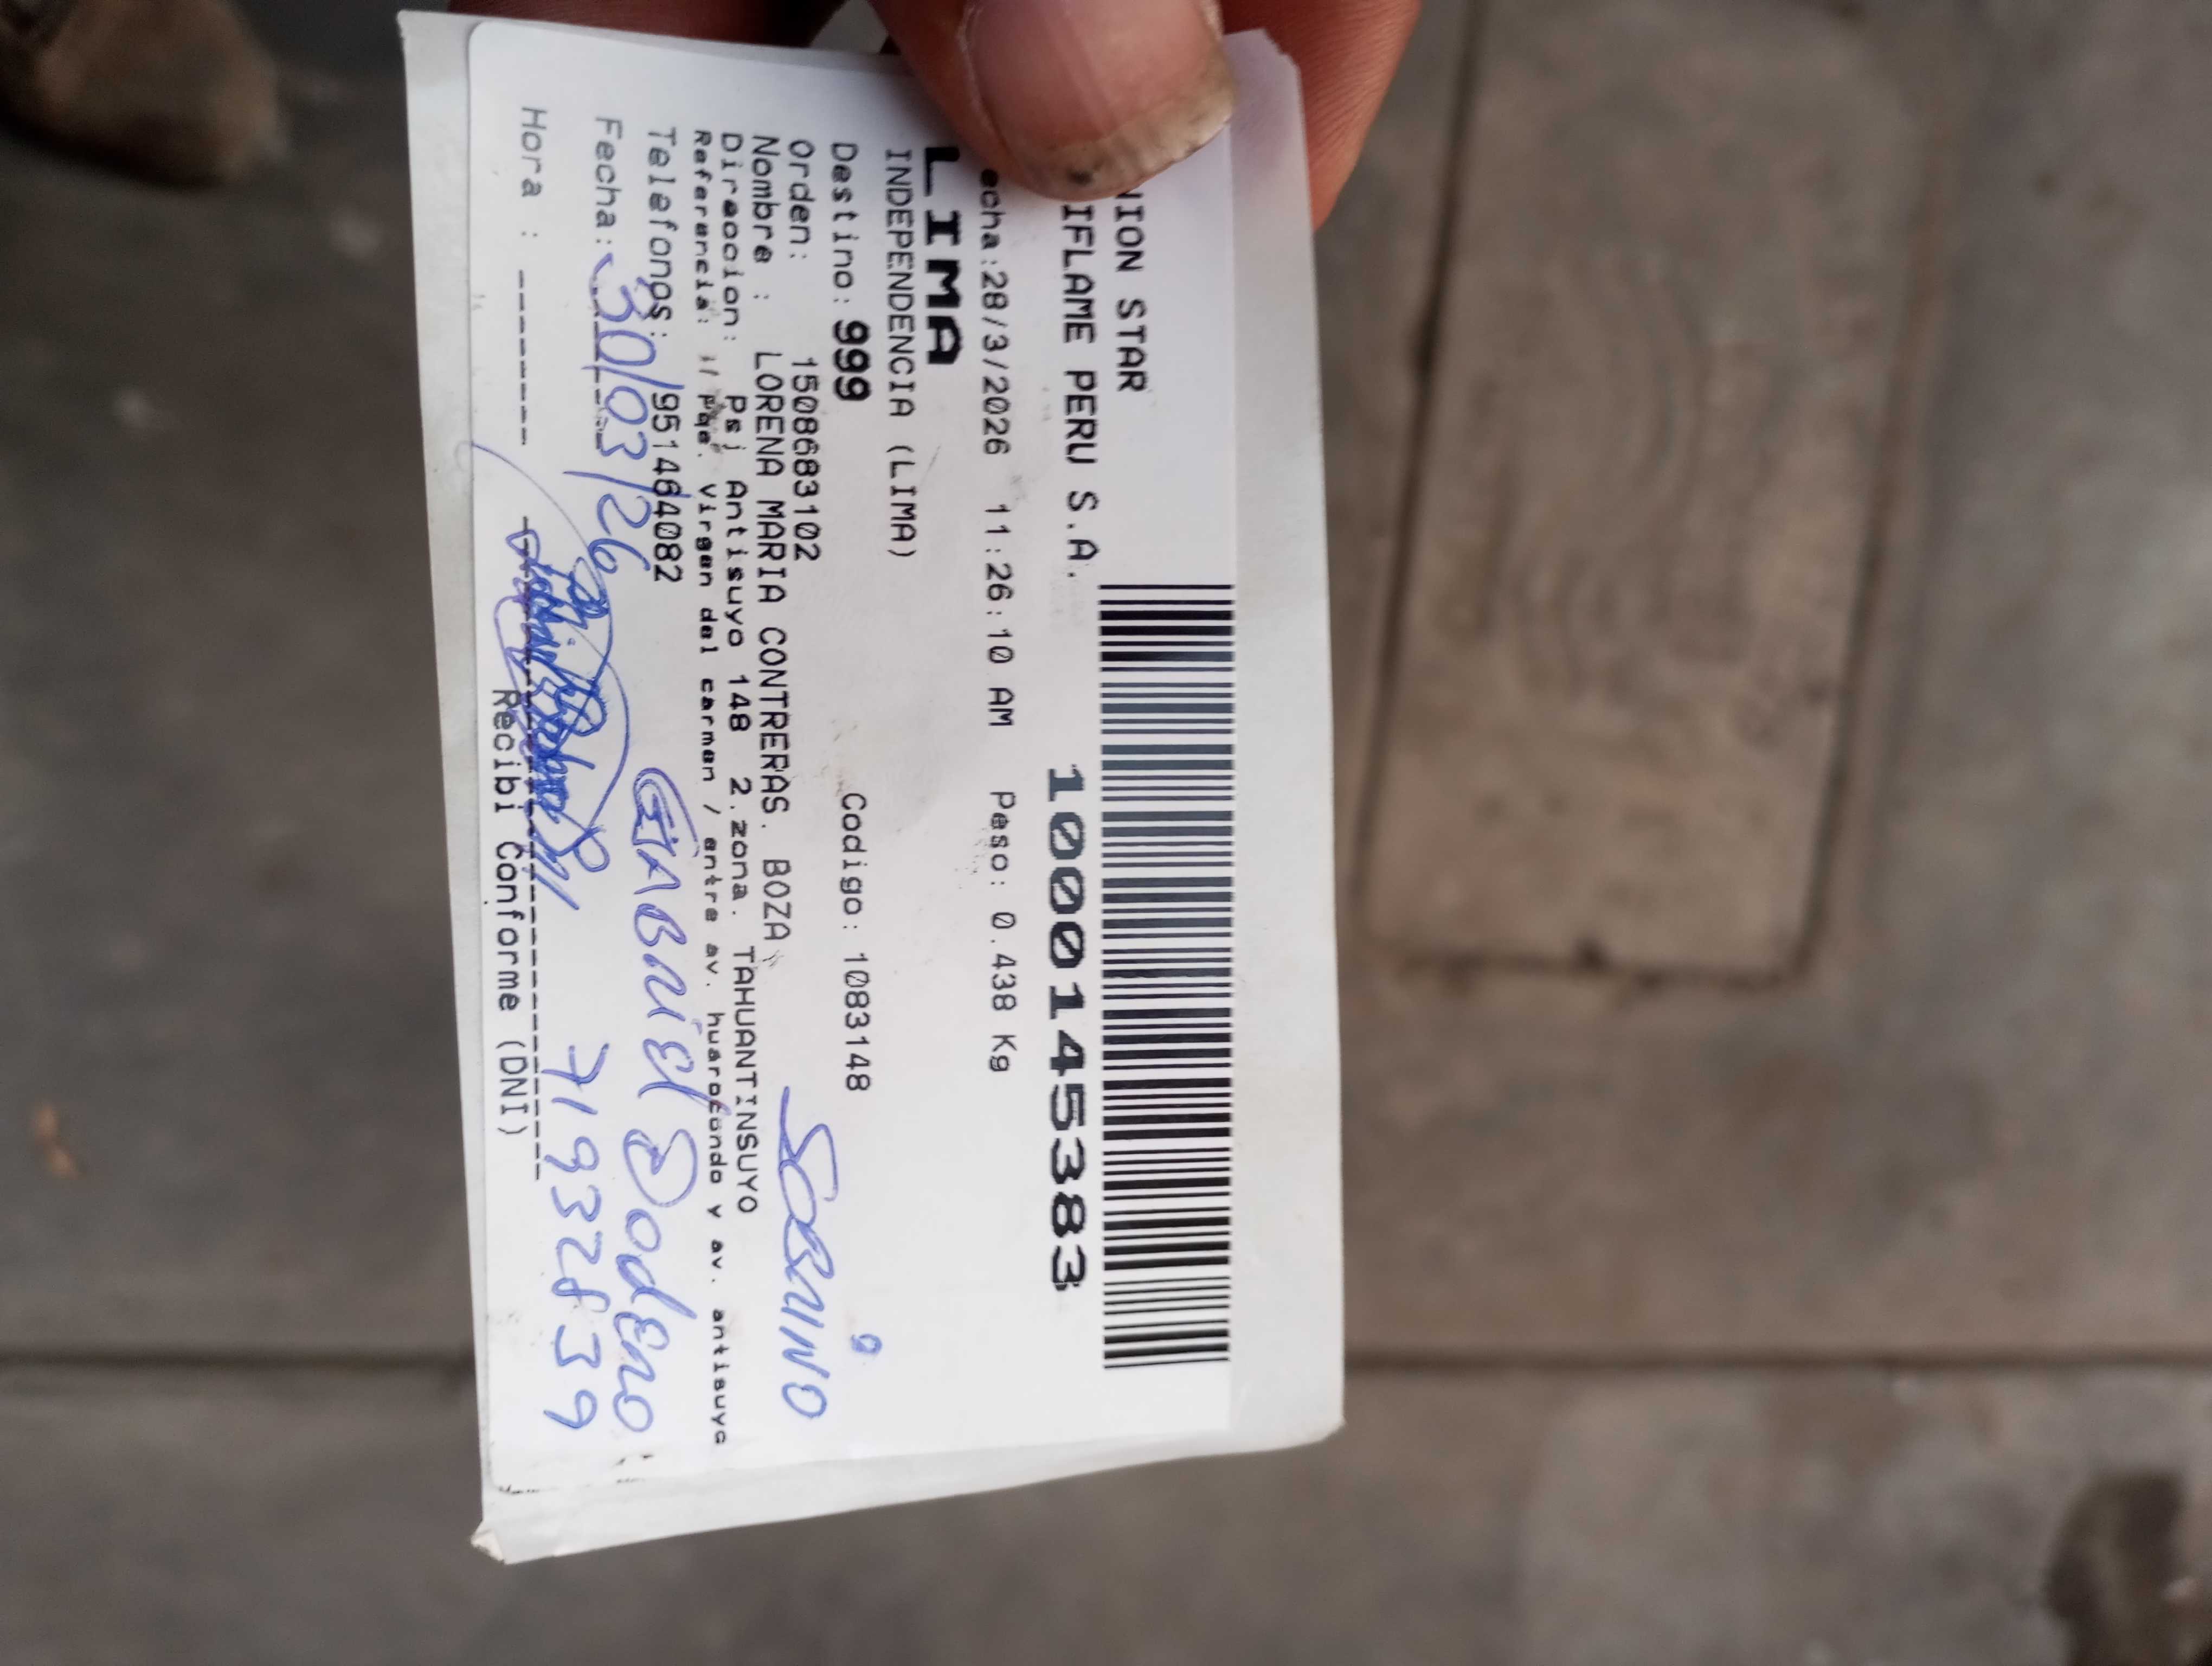 NION STAR
IFLAME PERU S.A.
1000145383
echa:28/3/2026 11:26:10 AM Peso: 0.438 Kg
LIMA
INDEPENDENCIA (LIMA)
Destino: 999 Codigo: 1083148
Orden: 1508683102
SOBRINO
Nombre : LORENA MARIA CONTRERAS. BOZA
Direccion: Psj Antisuyo 148 2.zona. TAHUANTINSUYO
Referencia: // pqe. virgen del carmen / entre av. huarocondo y av. antisuyo
Telefonos: /951464082
GABRIEL Dodero
Fecha: 30/03/26
71932839
Hora :
Recibi Conforme (DNI)